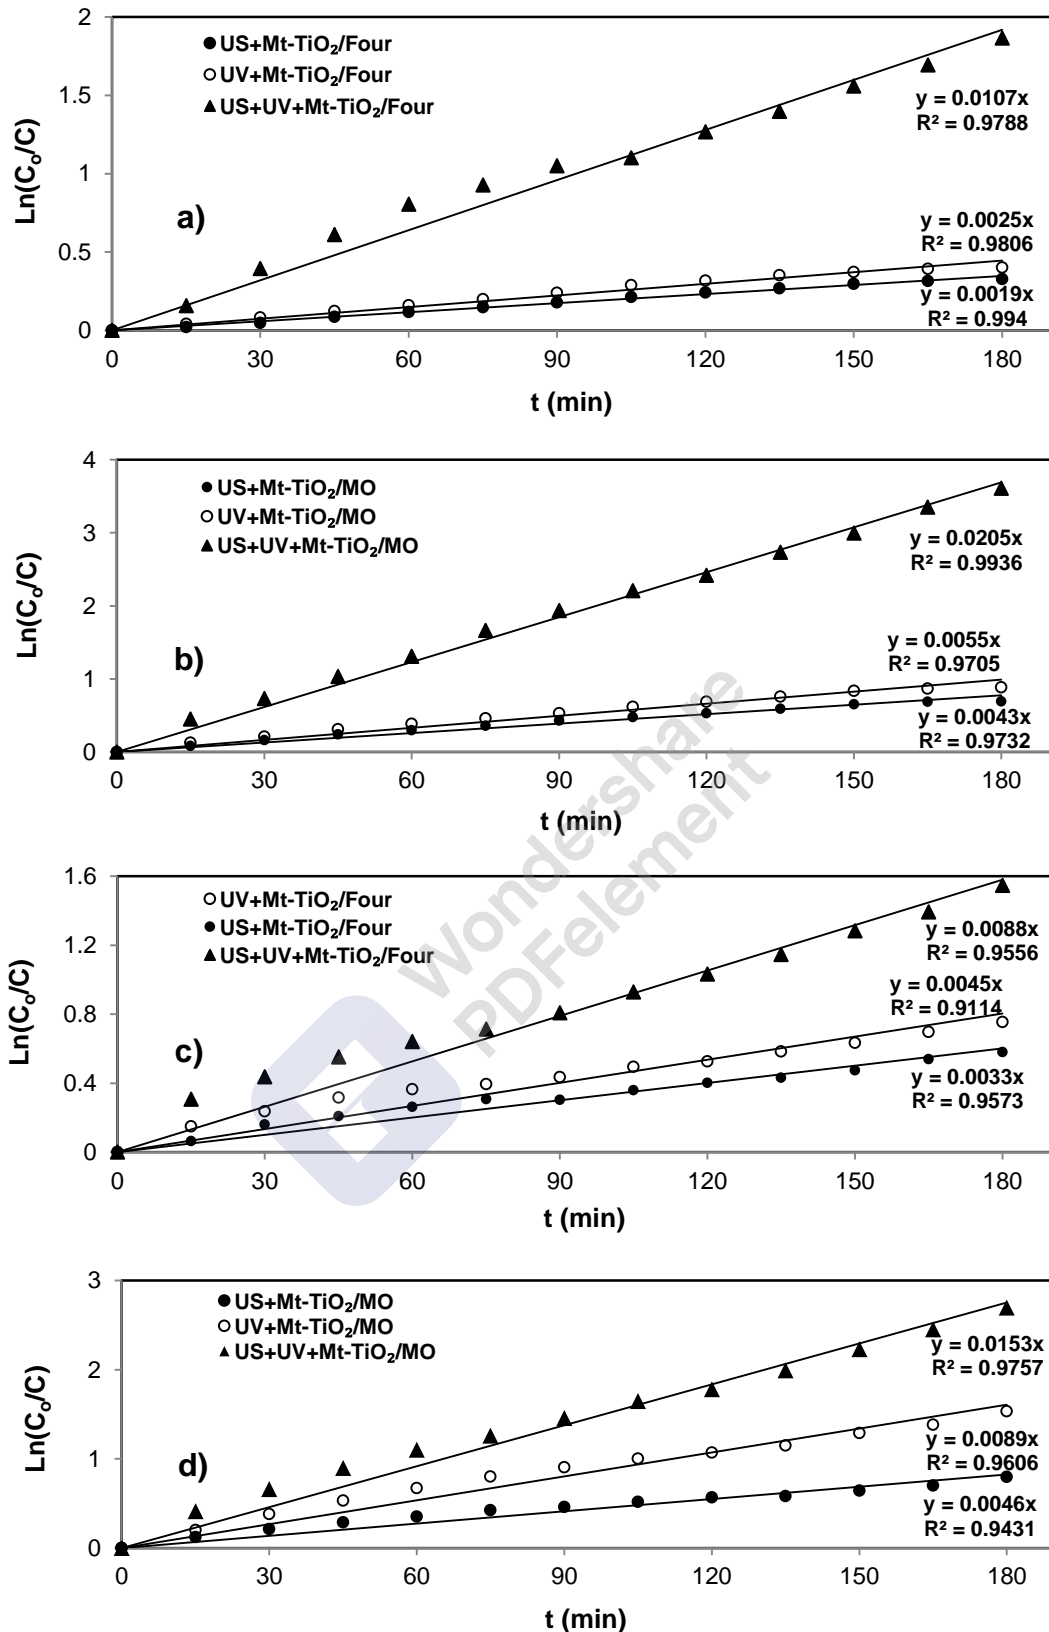 2
1.5
1
0.5
0
Ln(C₀/C)
US+Mt-TiO₂/Four
UV+Mt-TiO₂/Four
US+UV+Mt-TiO₂/Four
a)
y = 0.0107x
R² = 0.9788
y = 0.0025x
R² = 0.9806
y = 0.0019x
R² = 0.994
0 30 60 90 120 150 180
t (min)
4
3
2
1
0
Ln(C₀/C)
US+Mt-TiO₂/MO
UV+Mt-TiO₂/MO
US+UV+Mt-TiO₂/MO
b)
y = 0.0205x
R² = 0.9936
y = 0.0055x
R² = 0.9705
y = 0.0043x
R² = 0.9732
0 30 60 90 120 150 180
t (min)
Wondershare
PDFelement
1.6
1.2
0.8
0.4
0
Ln(C₀/C)
UV+Mt-TiO₂/Four
US+Mt-TiO₂/Four
US+UV+Mt-TiO₂/Four
c)
y = 0.0088x
R² = 0.9556
y = 0.0045x
R² = 0.9114
y = 0.0033x
R² = 0.9573
0 30 60 90 120 150 180
t (min)
3
2
1
0
Ln(C₀/C)
US+Mt-TiO₂/MO
UV+Mt-TiO₂/MO
US+UV+Mt-TiO₂/MO
d)
y = 0.0153x
R² = 0.9757
y = 0.0089x
R² = 0.9606
y = 0.0046x
R² = 0.9431
0 30 60 90 120 150 180
t (min)